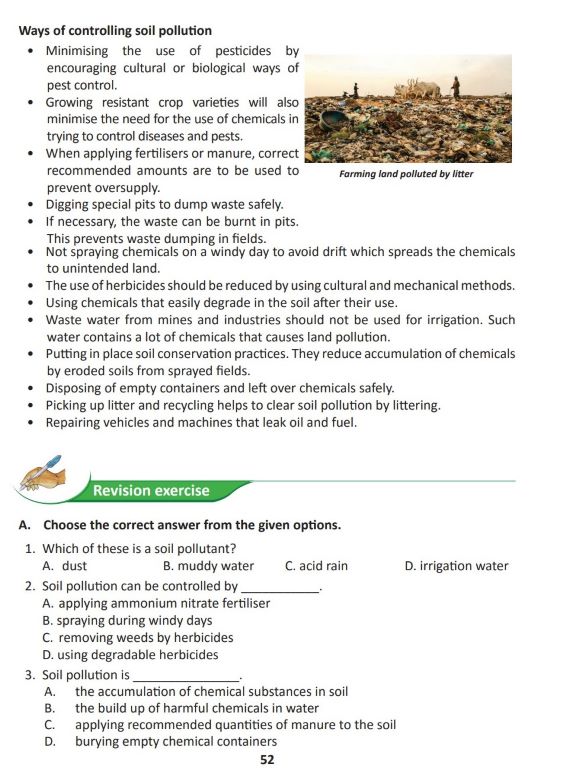 Ways of controlling soil pollution
• Minimising the use of pesticides by
encouraging cultural or biological ways of
pest control.
• Growing resistant crop varieties will also
minimise the need for the use of chemicals in
trying to control diseases and pests.
• When applying fertilisers or manure, correct
recommended amounts are to be used to
prevent oversupply.
Farming land polluted by litter
• Digging special pits to dump waste safely.
• If necessary, the waste can be burnt in pits.
This prevents waste dumping in fields.
• Not spraying chemicals on a windy day to avoid drift which spreads the chemicals
to unintended land.
• The use of herbicides should be reduced by using cultural and mechanical methods.
• Using chemicals that easily degrade in the soil after their use.
• Waste water from mines and industries should not be used for irrigation. Such
water contains a lot of chemicals that causes land pollution.
• Putting in place soil conservation practices. They reduce accumulation of chemicals
by eroded soils from sprayed fields.
• Disposing of empty containers and left over chemicals safely.
• Picking up litter and recycling helps to clear soil pollution by littering.
• Repairing vehicles and machines that leak oil and fuel.
Revision exercise
A. Choose the correct answer from the given options.
1. Which of these is a soil pollutant?
A. dust B. muddy water C. acid rain D. irrigation water
2. Soil pollution can be controlled by ____________.
A. applying ammonium nitrate fertiliser
B. spraying during windy days
C. removing weeds by herbicides
D. using degradable herbicides
3. Soil pollution is ________________.
A. the accumulation of chemical substances in soil
B. the build up of harmful chemicals in water
C. applying recommended quantities of manure to the soil
D. burying empty chemical containers
52